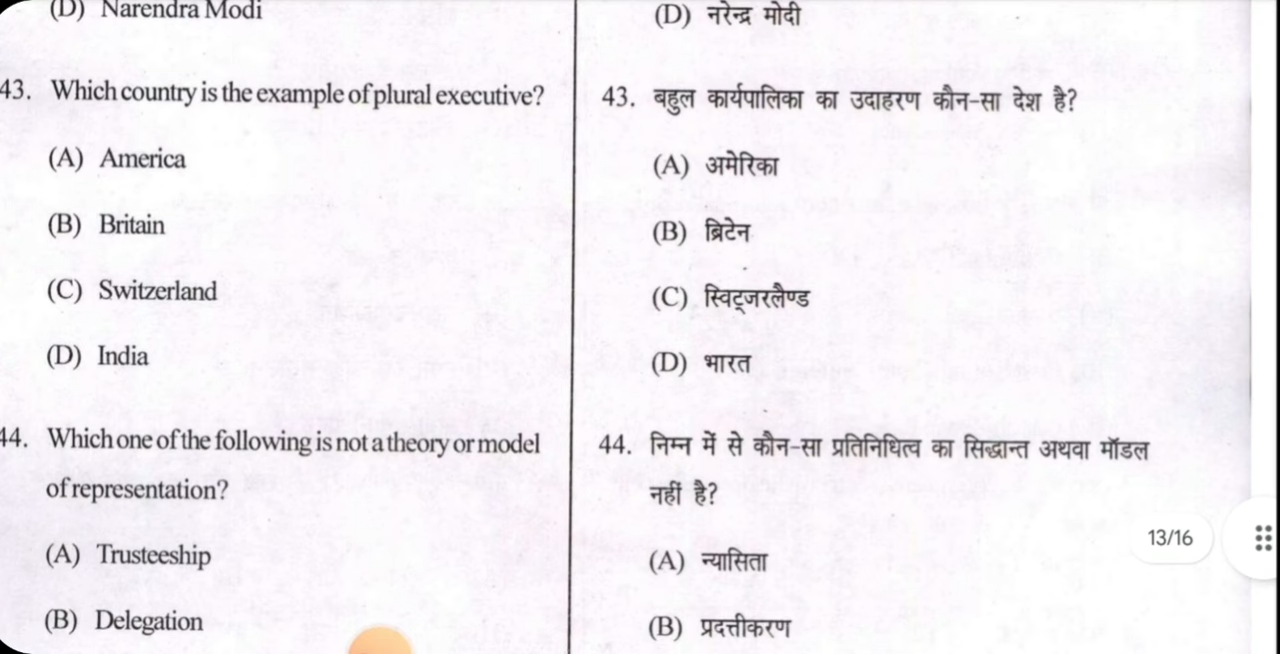 (D) Narendra Modi
43. Which country is the example of plural executive?
(A) America
(B) Britain
(C) Switzerland
(D) India
44. Which one of the following is not a theory or model
of representation?
(A) Trusteeship
(B) Delegation
(D) नरेन्द्र मोदी
43. बहुल कार्यपालिका का उदाहरण कौन-सा देश है?
(A) अमेरिका
(B) ब्रिटेन
(C) स्विट्जरलैण्ड
(D) भारत
44. निम्न में से कौन-सा प्रतिनिधित्व का सिद्धान्त अथवा मॉडल
नहीं है?
(A) न्यासिता
(B) प्रदत्तीकरण
13/16